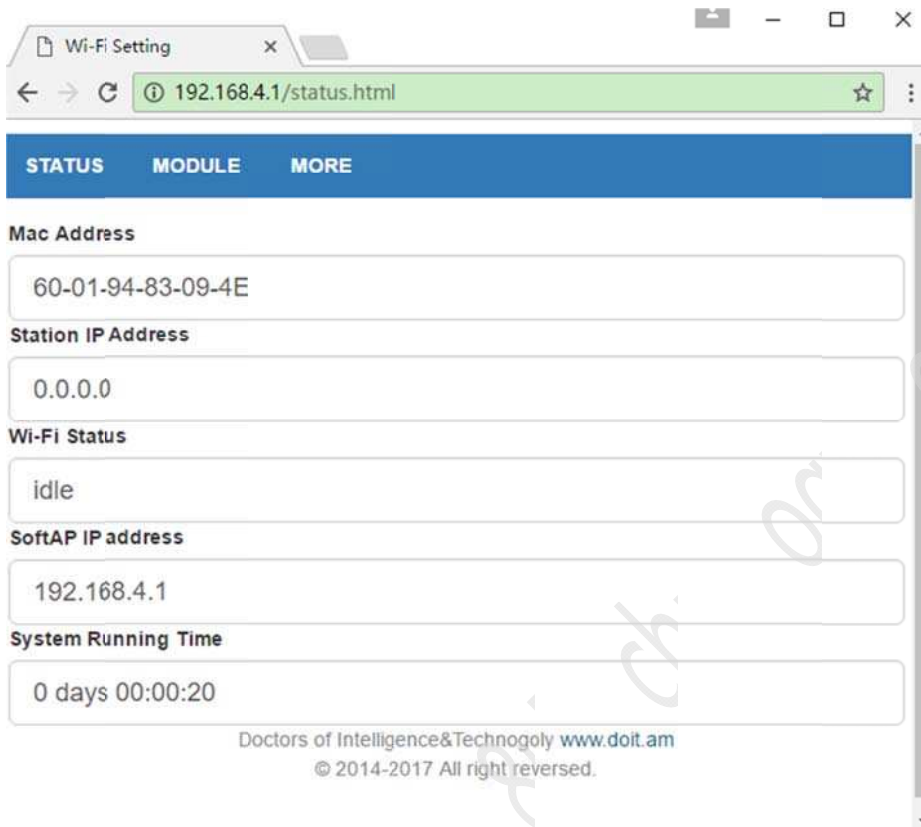 Wi-Fi Setting
192.168.4.1/status.html
STATUS MODULE MORE
Mac Address
60-01-94-83-09-4E
Station IP Address
0.0.0.0
Wi-Fi Status
idle
SoftAP IP address
192.168.4.1
System Running Time
0 days 00:00:20
Doctors of Intelligence&Technogoly www.doit.am
© 2014-2017 All right reversed.